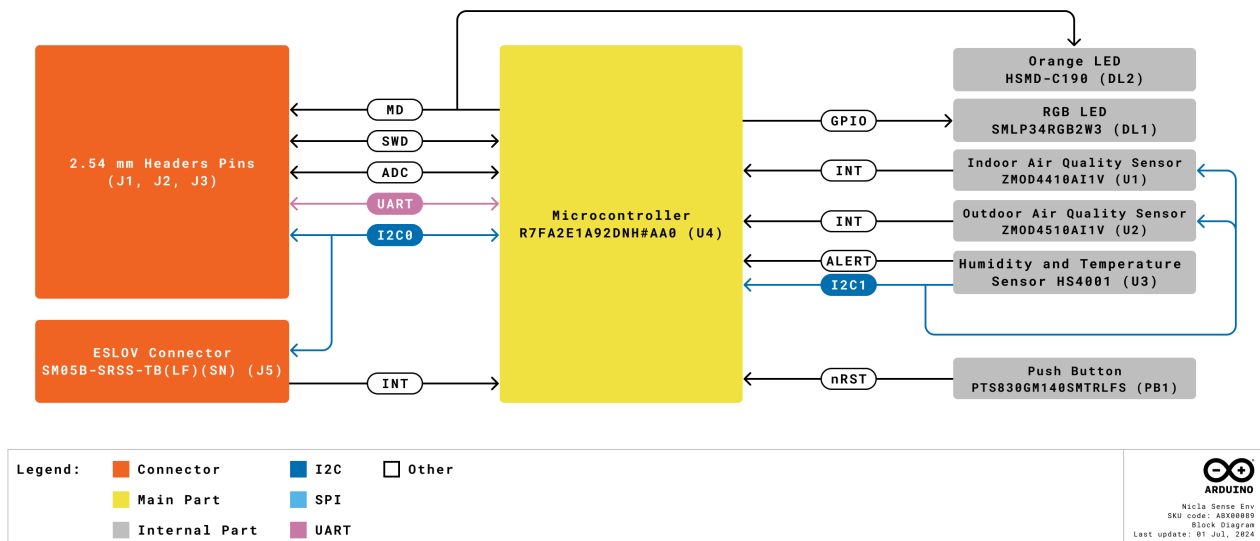 2.54 mm Headers Pins
(J1, J2, J3)
ESLOV Connector
SM05B-SRSS-TB(LF)(SN) (J5)
MD
SWD
ADC
UART
I2C0
INT
Microcontroller
R7FA2E1A92DNH#AA0 (U4)
GPIO
INT
INT
ALERT
I2C1
nRST
Orange LED
HSMD-C190 (DL2)
RGB LED
SMLP34RGB2W3 (DL1)
Indoor Air Quality Sensor
ZMOD4410AI1V (U1)
Outdoor Air Quality Sensor
ZMOD4510AI1V (U2)
Humidity and Temperature
Sensor HS4001 (U3)
Push Button
PTS830GM140SMTRLFS (PB1)
Legend:
Connector
Main Part
Internal Part
I2C
SPI
UART
Other
ARDUINO
Nicla Sense Env
SKU code: ABX00089
Block Diagram
Last update: 01 Jul, 2024